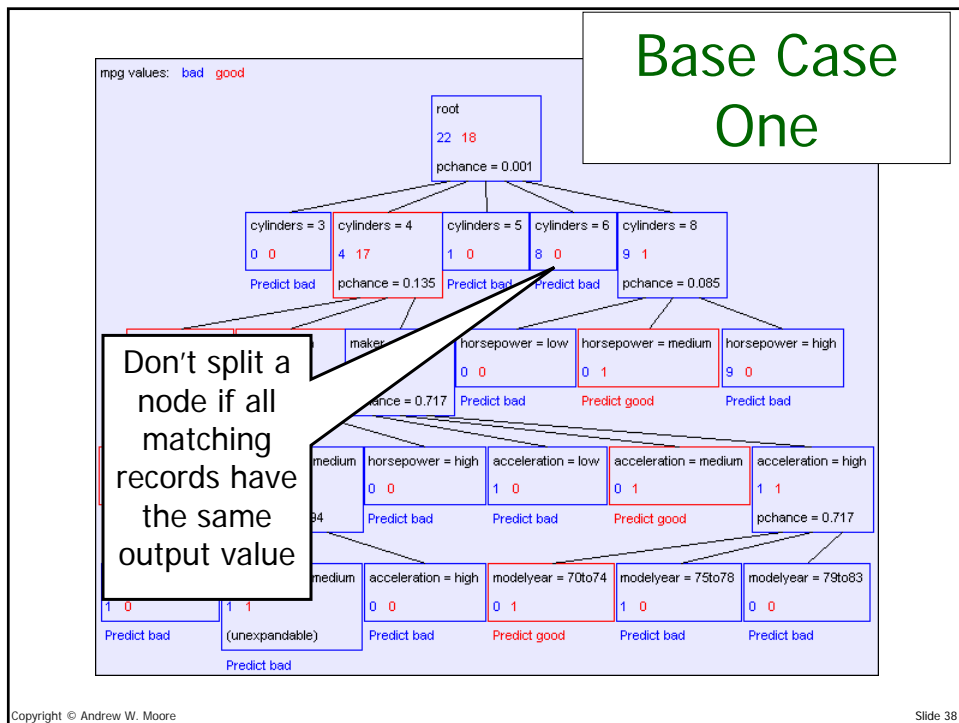 Base Case
One
mpg values: bad good
root
22 18
pchance = 0.001
cylinders = 3 cylinders = 4 cylinders = 5 cylinders = 6 cylinders = 8
0 0 4 17 1 0 8 0 9 1
Predict bad pchance = 0.135 Predict bad Predict bad pchance = 0.085
maker horsepower = low horsepower = medium horsepower = high
0 0 0 1 9 0
= 0.717 Predict bad Predict good Predict bad
Don't split a
node if all
matching
records have
the same
output value
medium horsepower = high acceleration = low acceleration = medium acceleration = high
0 0 1 0 0 1 1 1
94 Predict bad Predict bad Predict good pchance = 0.717
medium acceleration = high modelyear = 70to74 modelyear = 75to78 modelyear = 79to83
1 0 1 1 0 0 0 1 1 0 0 0
Predict bad (unexpandable) Predict bad Predict good Predict bad Predict bad
Predict bad
Copyright © Andrew W. Moore Slide 38